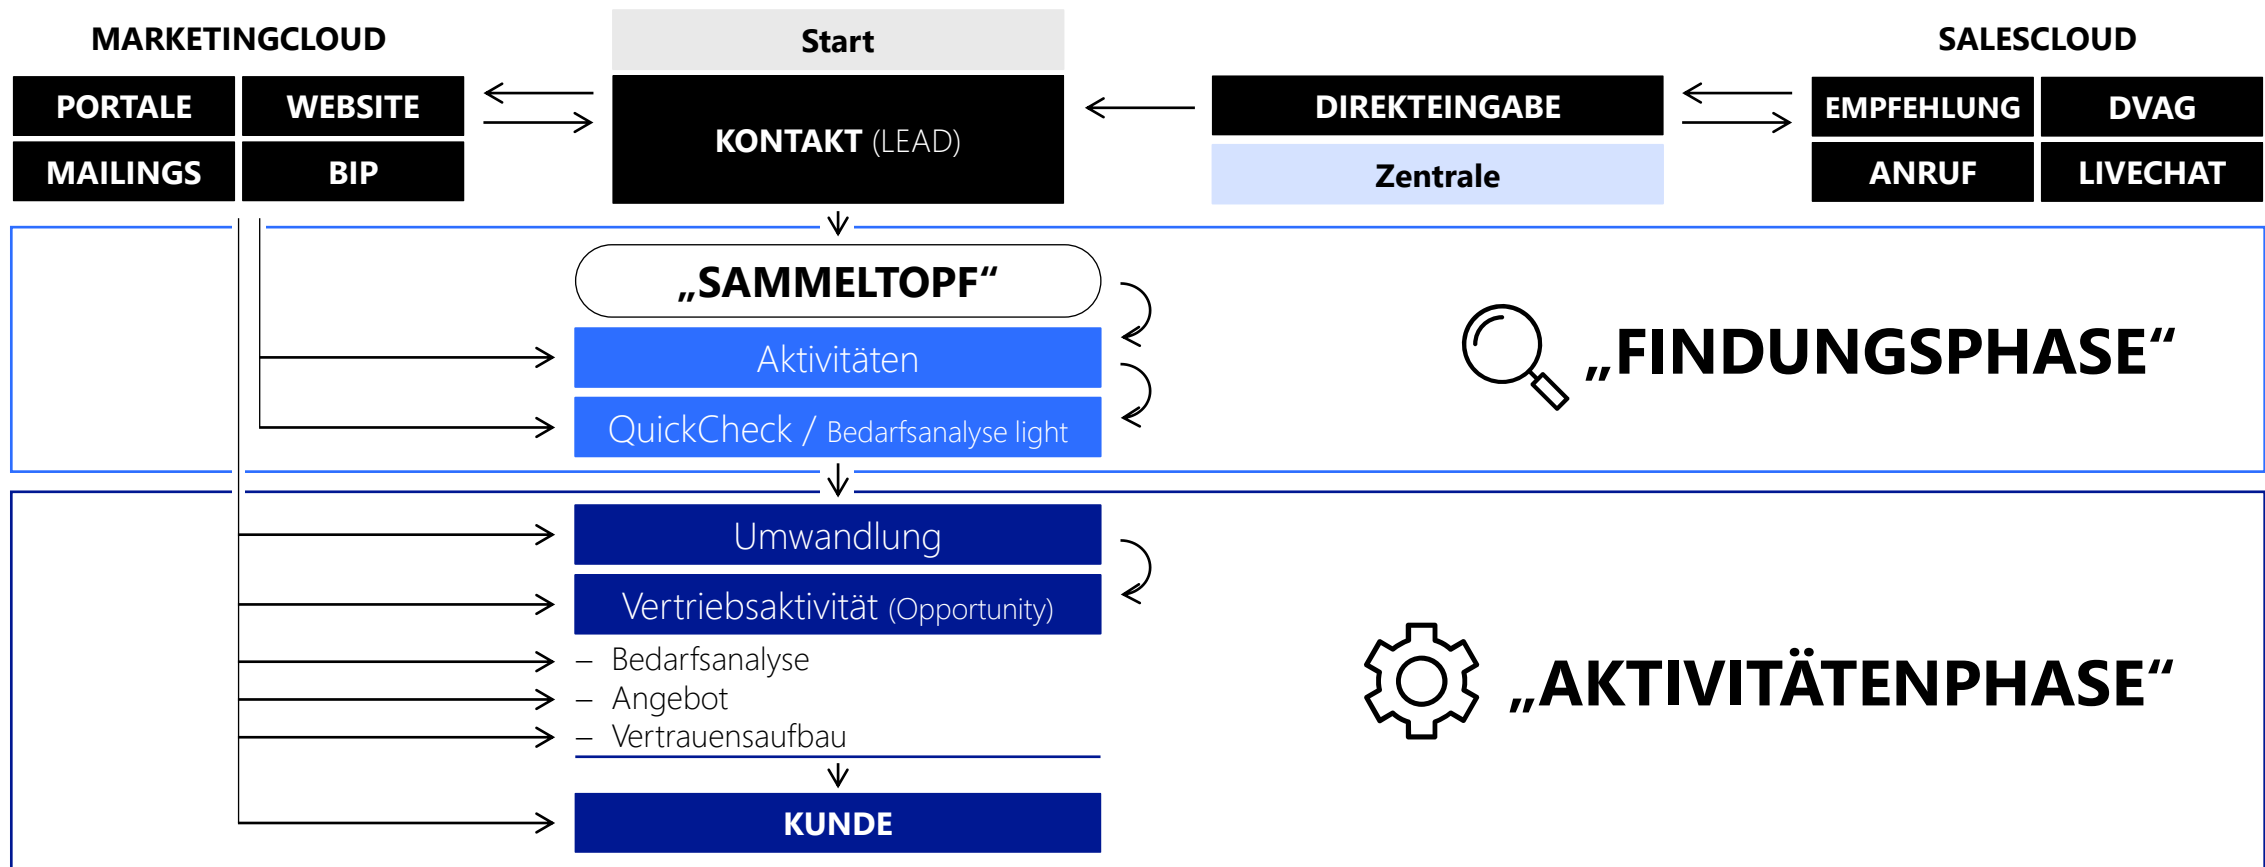 MARKETINGCLOUD
PORTALE
WEBSITE
MAILINGS
BIP
Start
KONTAKT (LEAD)
DIREKTEINGABE
Zentrale
SALESCLOUD
EMPFEHLUNG
DVAG
ANRUF
LIVECHAT
„SAMMELTOPF“
Aktivitäten
QuickCheck / Bedarfsanalyse light
„FINDUNGSPHASE“
Umwandlung
Vertriebsaktivität (Opportunity)
– Bedarfsanalyse
– Angebot
– Vertrauensaufbau
„AKTIVITÄTENPHASE“
KUNDE